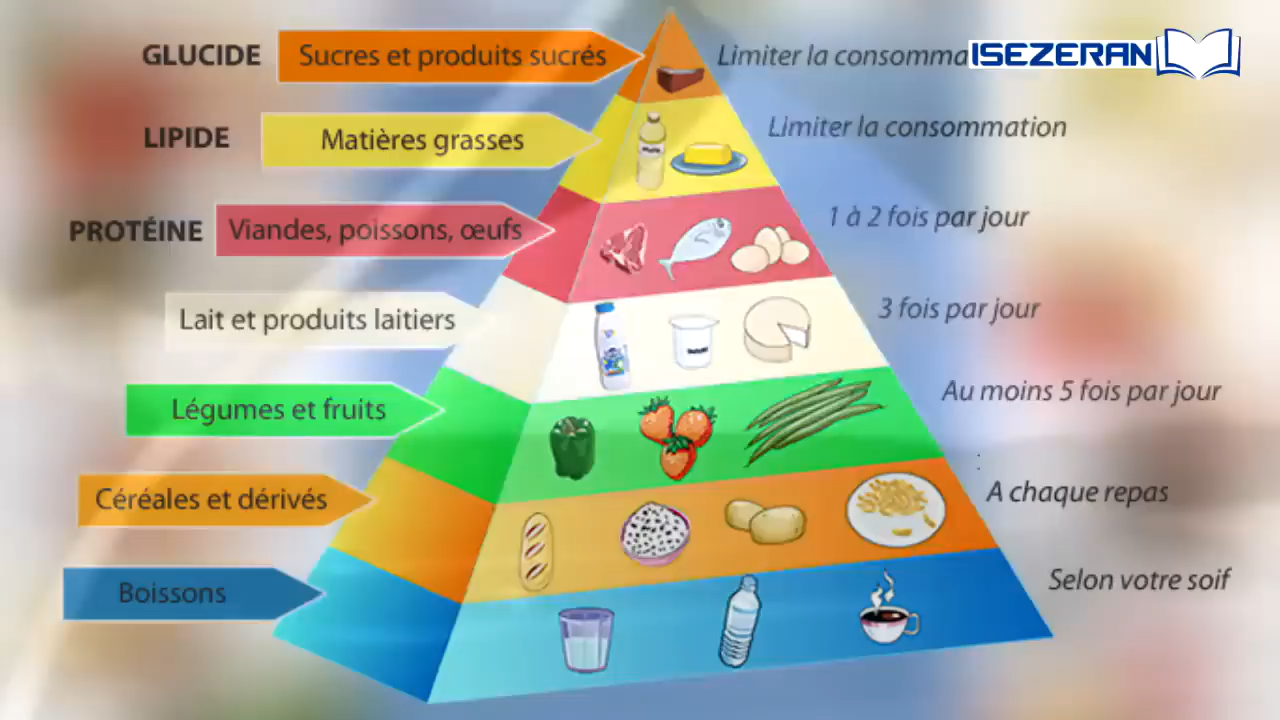 GLUCIDE Sucres et produits sucrés Limiter la consomma
ISEZERAN
LIPIDE Matières grasses Limiter la consommation
PROTÉINE Viandes, poissons, œufs 1 à 2 fois par jour
Lait et produits laitiers 3 fois par jour
Légumes et fruits Au moins 5 fois par jour
Céréales et dérivés A chaque repas
Boissons Selon votre soif